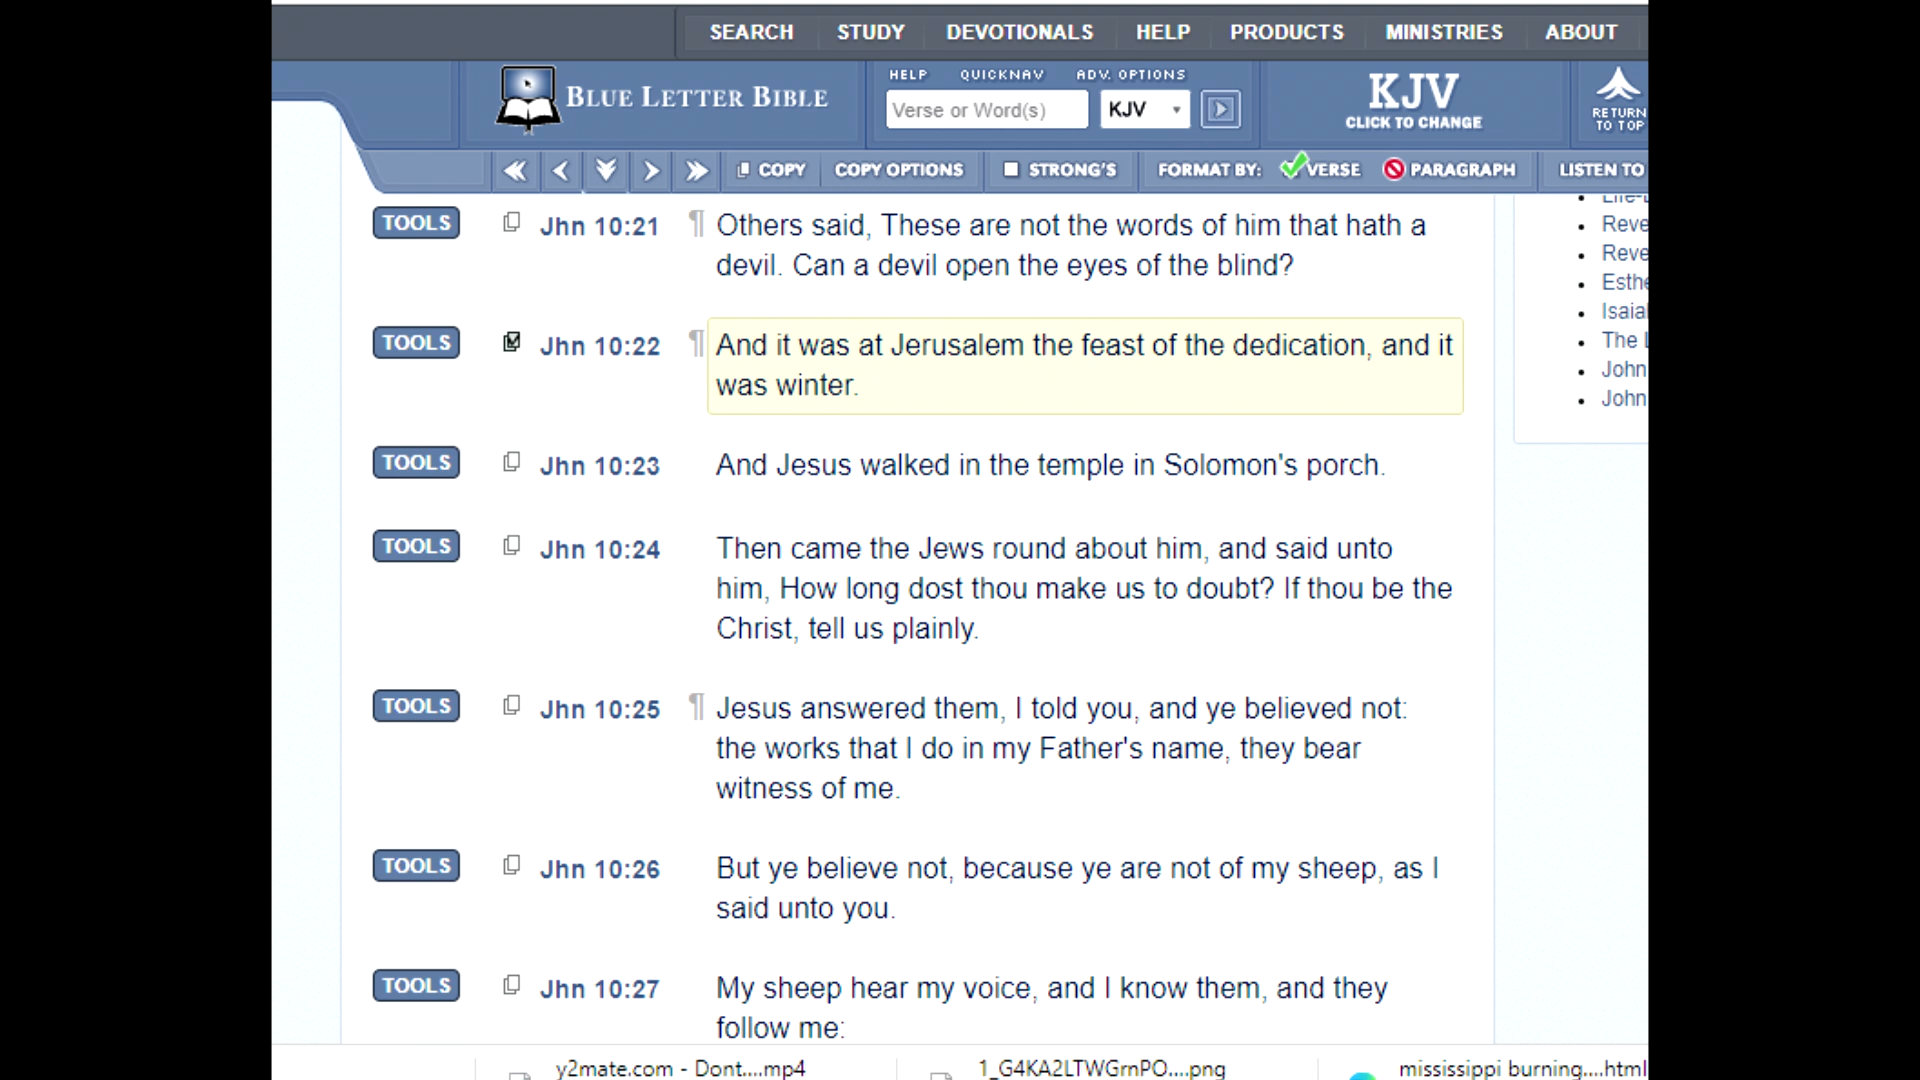 SEARCH STUDY DEVOTIONALS HELP PRODUCTS MINISTRIES ABOUT
HELP QUICKNAV ADV. OPTIONS
BLUE LETTER BIBLE
Verse or Word(s) KJV
KJV
CLICK TO CHANGE
RETURN
TO TOP
COPY COPY OPTIONS STRONG'S FORMAT BY: VERSE PARAGRAPH LISTEN TO
TOOLS Jhn 10:21 ¶ Others said, These are not the words of him that hath a
devil. Can a devil open the eyes of the blind?
TOOLS Jhn 10:22 ¶ And it was at Jerusalem the feast of the dedication, and it
was winter.
TOOLS Jhn 10:23 And Jesus walked in the temple in Solomon's porch.
TOOLS Jhn 10:24 Then came the Jews round about him, and said unto
him, How long dost thou make us to doubt? If thou be the
Christ, tell us plainly.
TOOLS Jhn 10:25 ¶ Jesus answered them, I told you, and ye believed not:
the works that I do in my Father's name, they bear
witness of me.
TOOLS Jhn 10:26 But ye believe not, because ye are not of my sheep, as I
said unto you.
TOOLS Jhn 10:27 My sheep hear my voice, and I know them, and they
follow me:
Reve
Reve
Esthe
Isaia
The
John
John
y2mate.com - Dont....mp4 1_G4KA2LTWGrnPO....png mississippi burning....html